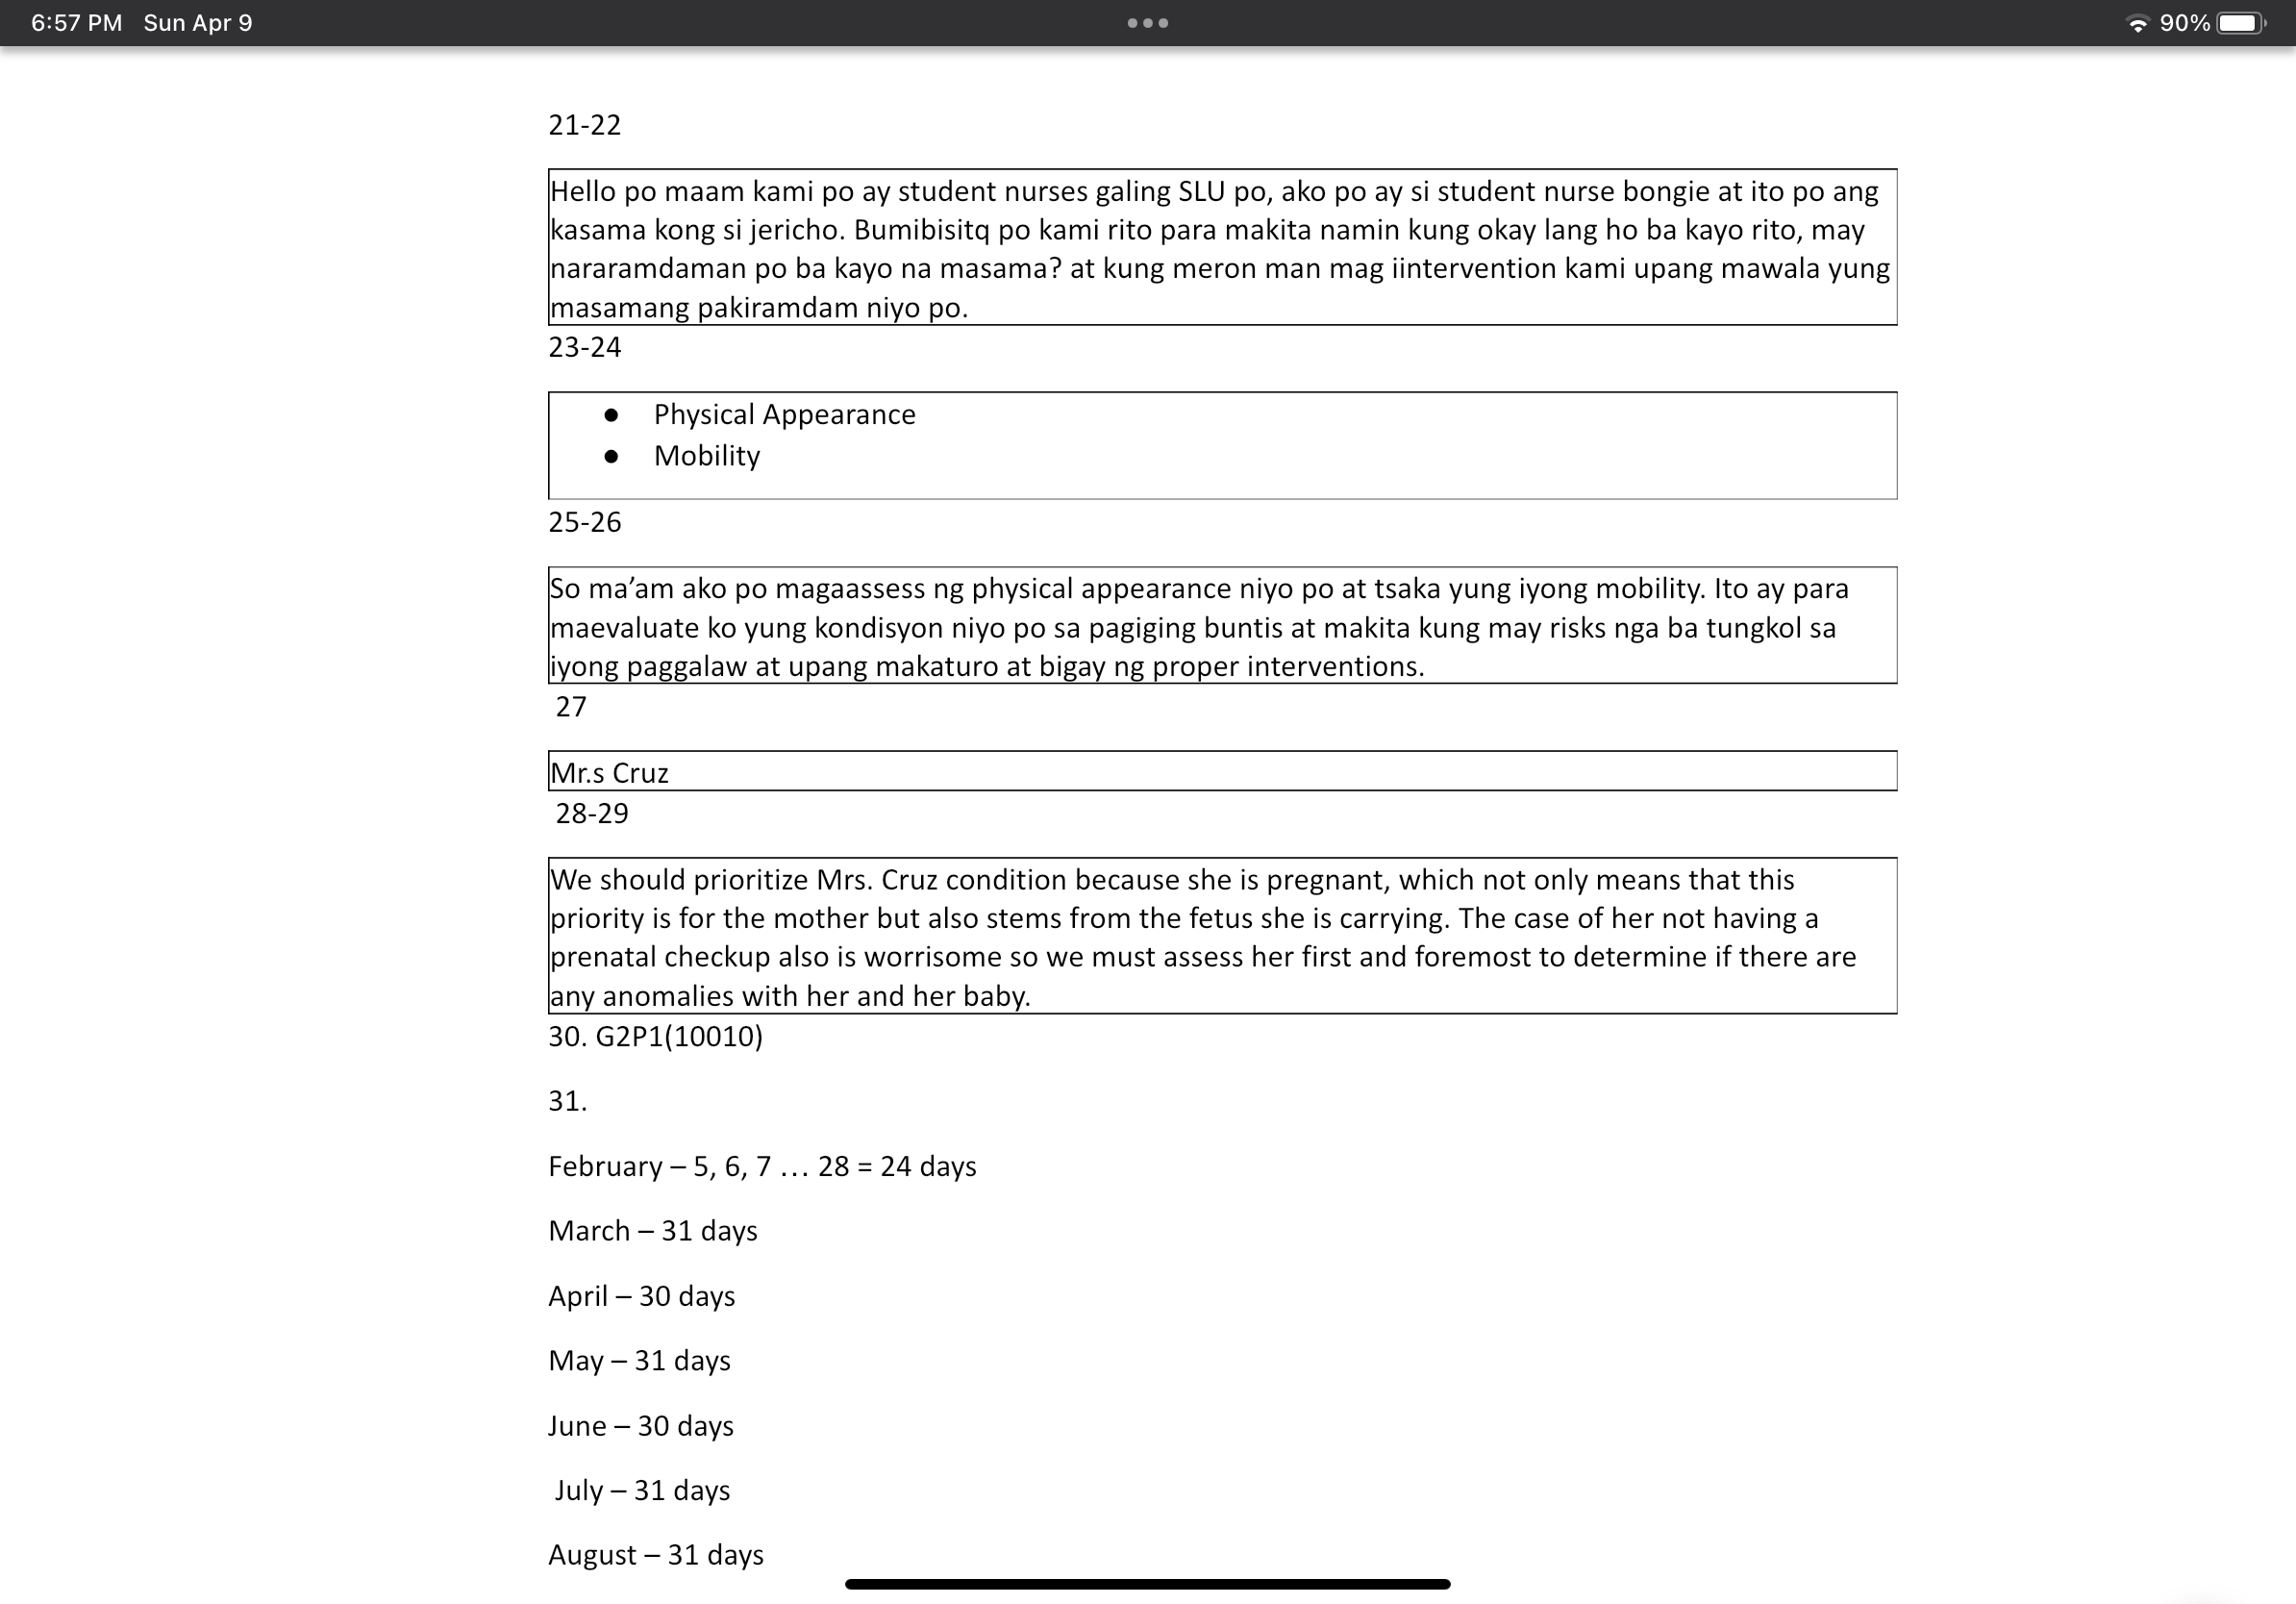 6:57 PM Sun Apr 9
90%
21-22
Hello po maam kami po ay student nurses galing SLU po, ako po ay si student nurse bongie at ito po ang
kasama kong si jericho. Bumibisitq po kami rito para makita namin kung okay lang ho ba kayo rito, may
nararamdaman po ba kayo na masama? at kung meron man mag iintervention kami upang mawala yung
masamang pakiramdam niyo po.
23-24
● Physical Appearance
● Mobility
25-26
So ma’am ako po magaassess ng physical appearance niyo po at tsaka yung iyong mobility. Ito ay para
maevaluate ko yung kondisyon niyo po sa pagiging buntis at makita kung may risks nga ba tungkol sa
iyong paggalaw at upang makaturo at bigay ng proper interventions.
27
Mr.s Cruz
28-29
We should prioritize Mrs. Cruz condition because she is pregnant, which not only means that this
priority is for the mother but also stems from the fetus she is carrying. The case of her not having a
prenatal checkup also is worrisome so we must assess her first and foremost to determine if there are
any anomalies with her and her baby.
30. G2P1(10010)
31.
February – 5, 6, 7 … 28 = 24 days
March – 31 days
April – 30 days
May – 31 days
June – 30 days
July – 31 days
August – 31 days